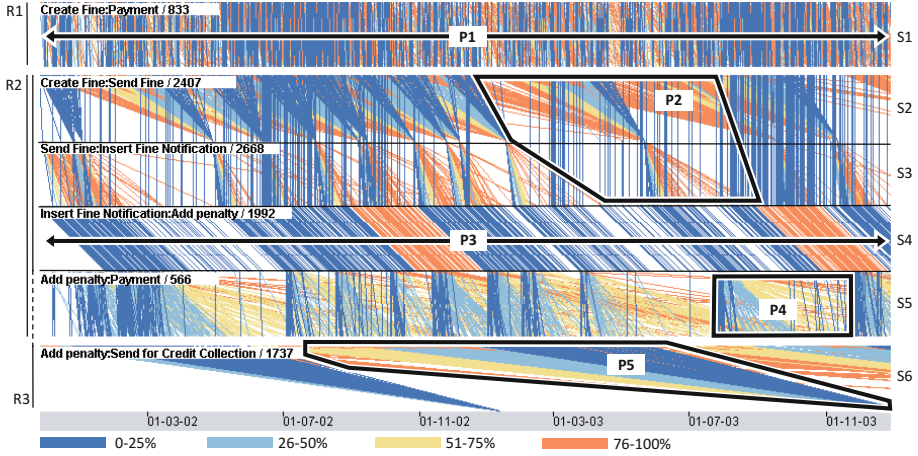 R1
Create Fine:Payment / 833
P1
S1
R2
Create Fine:Send Fine / 2407
P2
S2
Send Fine:Insert Fine Notification / 2668
S3
Insert Fine Notification:Add penalty / 1992
P3
S4
Add penalty:Payment / 566
P4
S5
Add penalty:Send for Credit Collection / 1737
P5
S6
R3
01-03-02 01-07-02 01-11-02 01-03-03 01-07-03 01-11-03
0-25% 26-50% 51-75% 76-100%